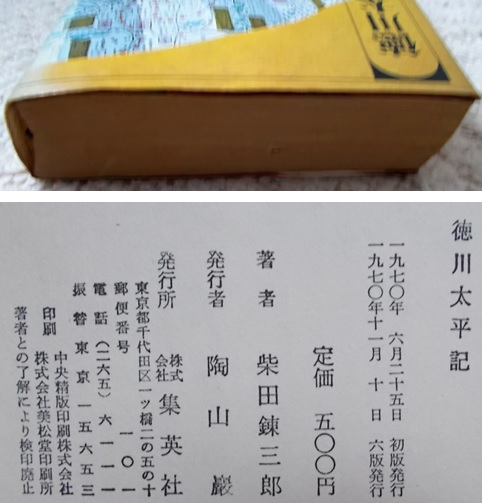 徳川太
徳川太平記
一九七〇年 六月二十五日 初版発行
一九七〇年十一月 十 日 六版発行
定価 五〇〇円
著者 柴田錬三郎
発行者 陶山巖
発行所 株式会社 集英社
東京都千代田区一ツ橋二の五の十
郵便番号 一〇一
電話(二六五)六一一一
振替東京 一五六五三
印刷 中央精版印刷株式会社
株式会社美松堂印刷所
著者との了解により検印廃止